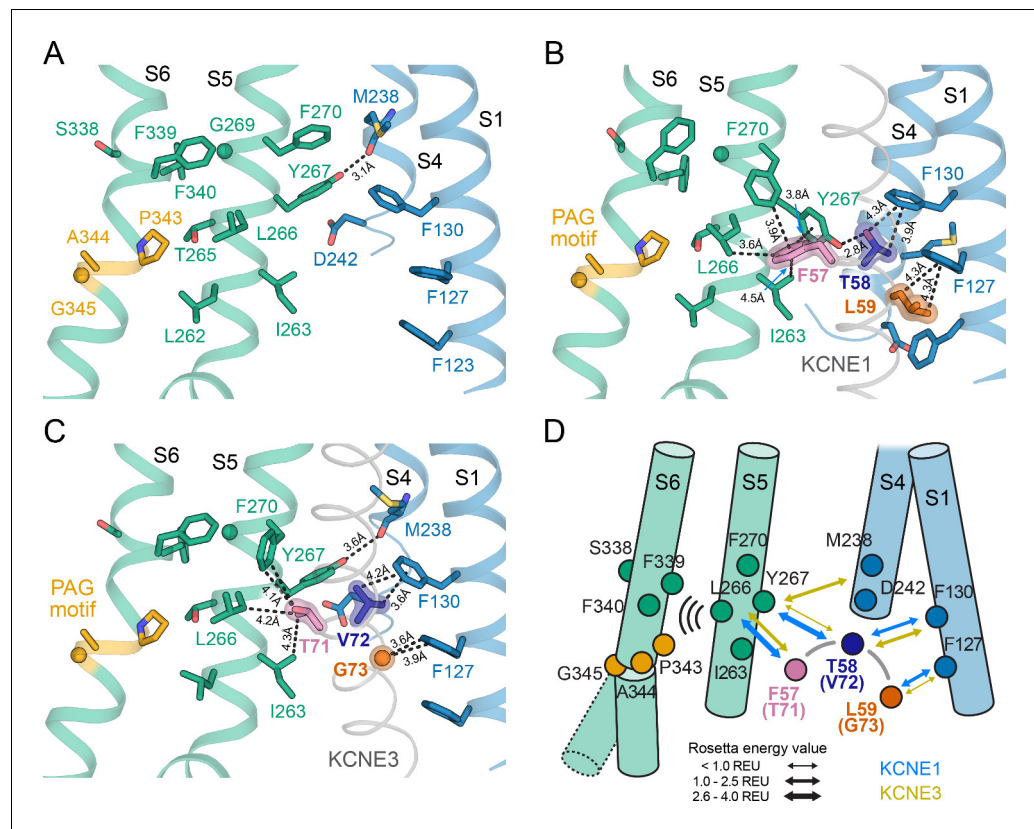 A
S6
S5
F270
M238
S1
S338
F339
G269
S4
Y267
3.1Å
F340
P343
F130
A344
T265
L266
D242
PAG
motif
G345
F127
L262
I263
F123
B
S6
S5
S1
S4
F270
F130
3.8Å
Y267
4.3Å
PAG
motif
3.9Å
3.9Å
3.6Å
2.8Å
F127
L266
F57
T58
4.3Å
4.3Å
4.5Å
L59
I263
KCNE1
C
S6
S5
S4
S1
F270
M238
Y267
3.6Å
PAG
motif
4.2Å
4.1Å
3.6Å
F130
L266
4.2Å
T71
V72
3.6Å
4.3Å
G73
3.9Å
F127
I263
KCNE3
D
S6
S5
S4
S1
S338
F339
F270
M238
L266
Y267
D242
F130
F340
F127
G345
P343
I263
A344
T58
(V72)
F57
(T71)
L59
(G73)
Rosetta energy value
< 1.0 REU
1.0 - 2.5 REU
2.6 - 4.0 REU
KCNE1
KCNE3